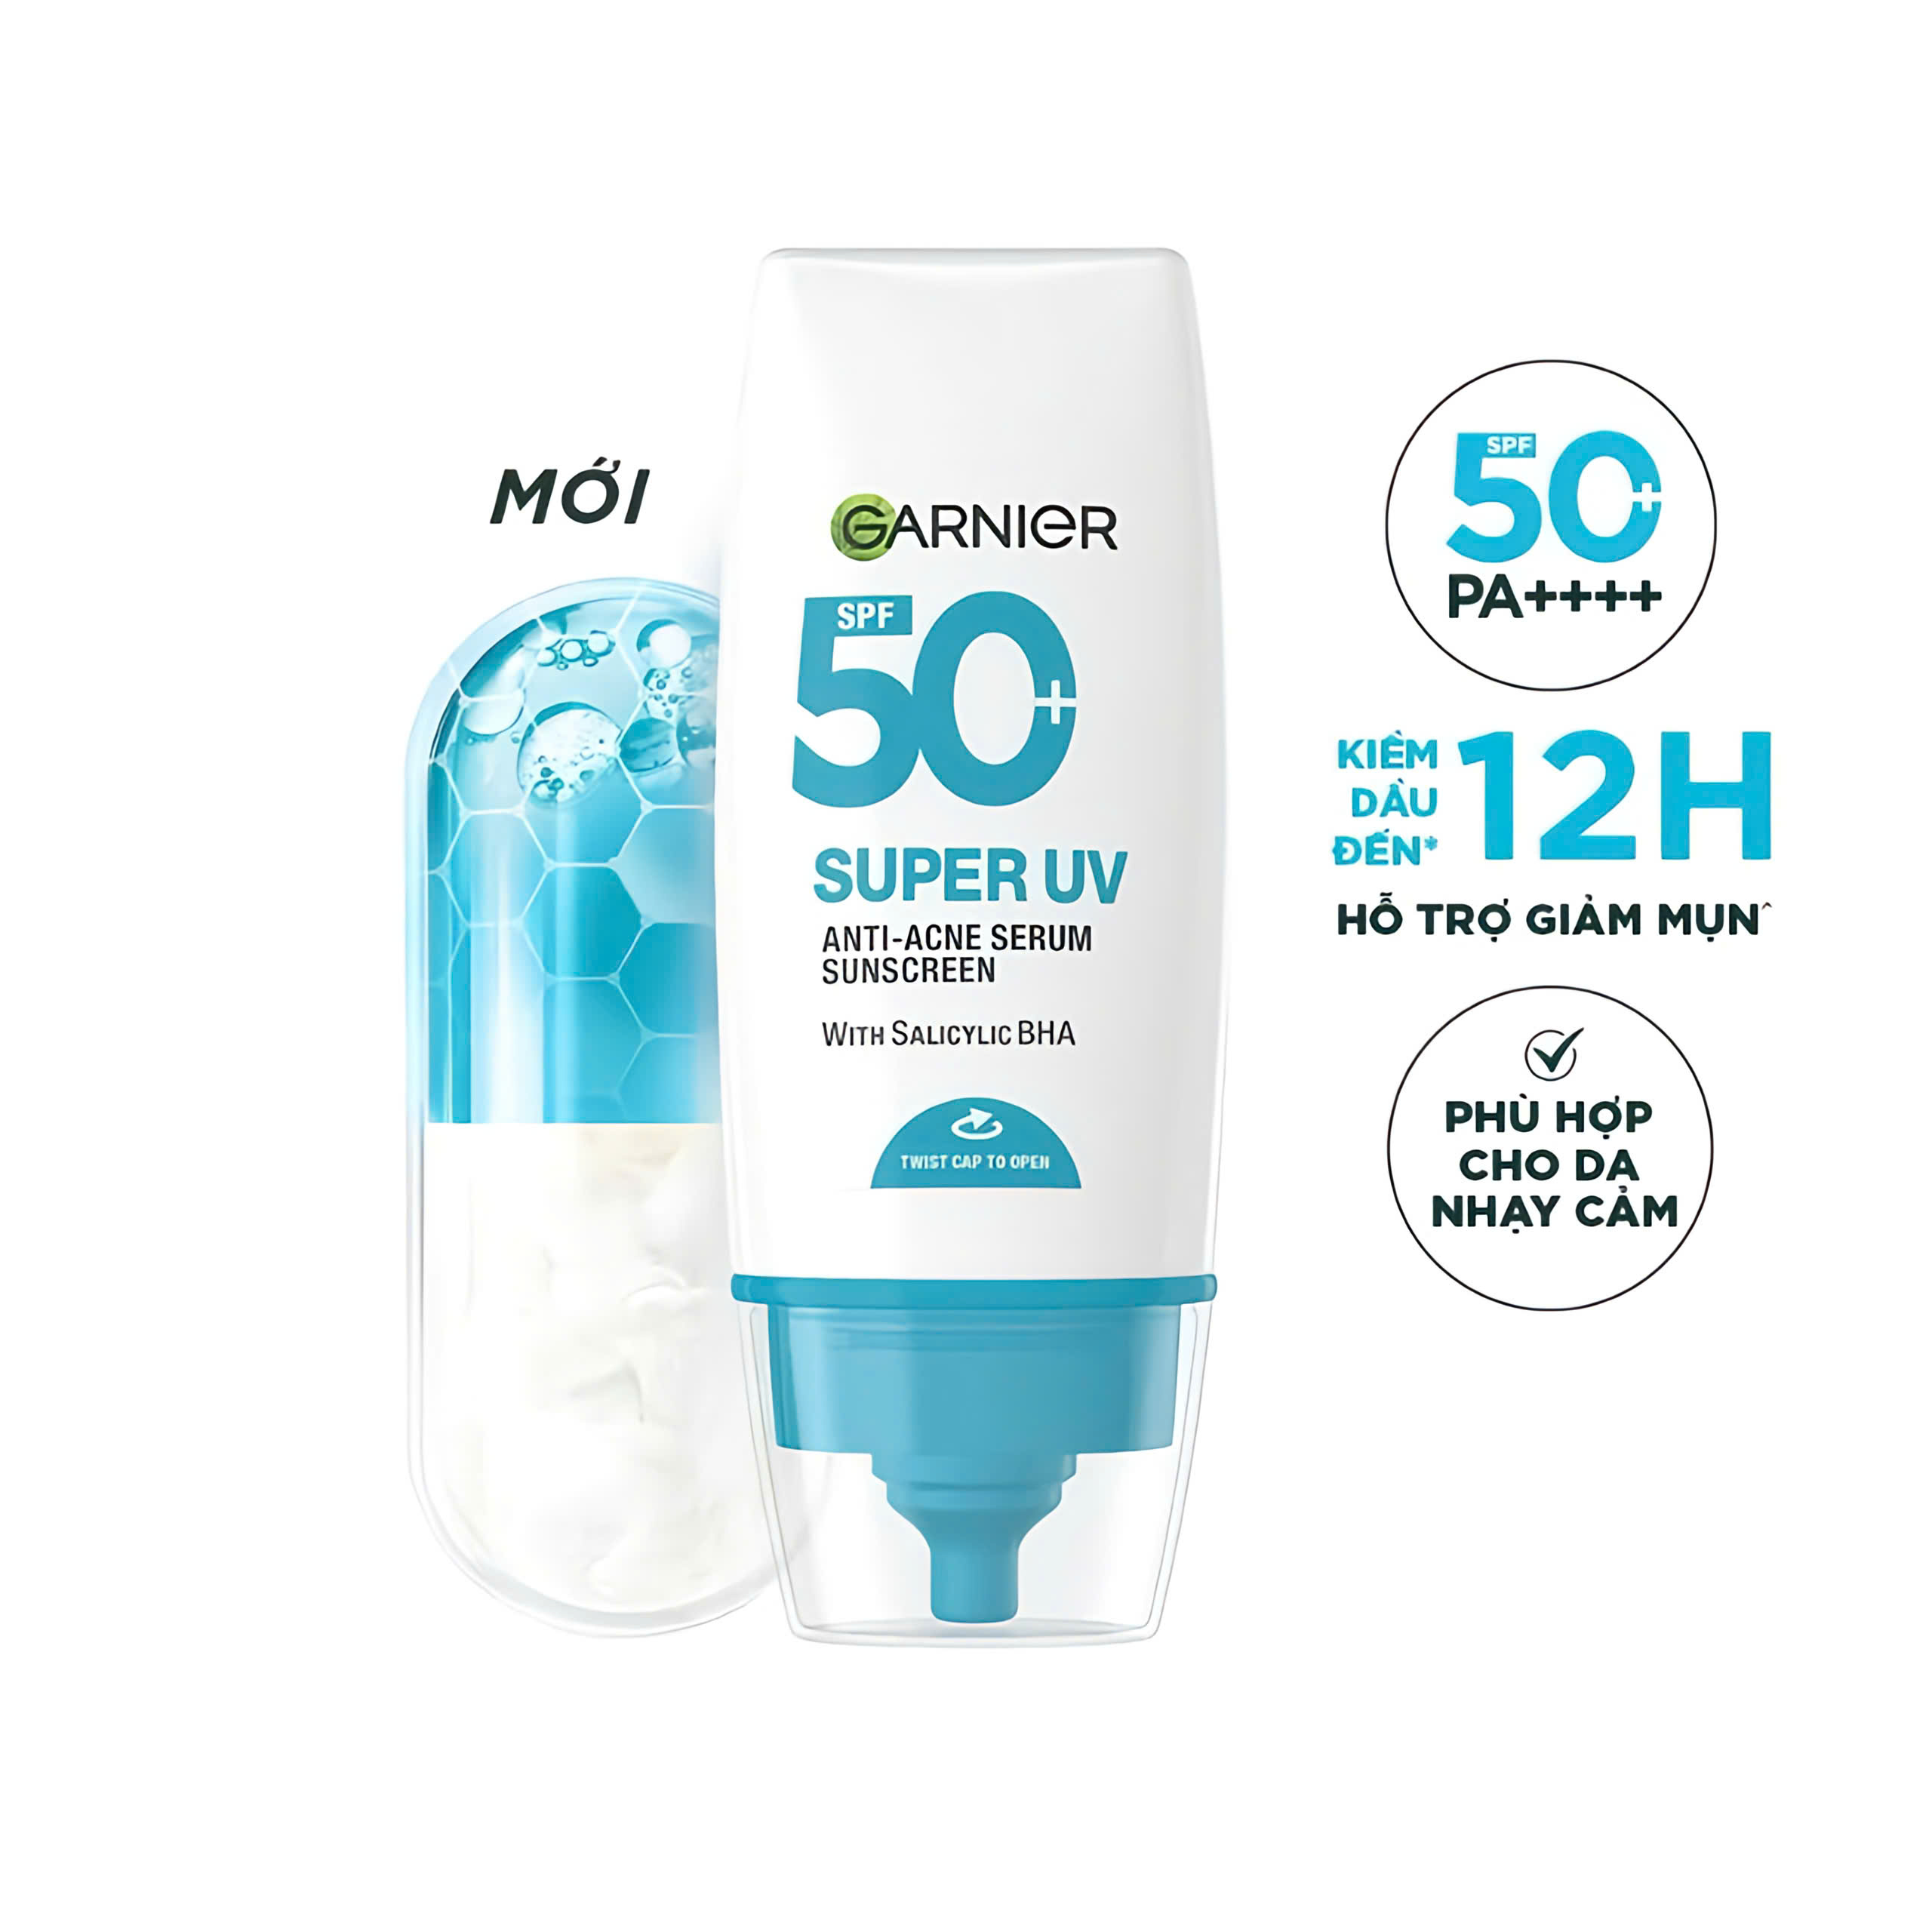 MỚI
GARNIER
SPF
50+
SUPER UV
ANTI-ACNE SERUM
SUNSCREEN
WITH SALICYLIC BHA
TWIST CAP TO OPEN
SPF
50+
PA++++
KIỀM
DẦU
ĐẾN*
12H
HỖ TRỢ GIẢM MỤN^
PHÙ HỢP
CHO DA
NHẠY CẢM